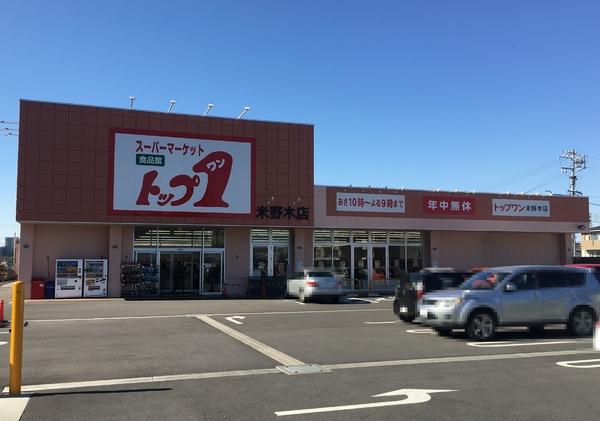 スーパーマーケット
食品館
トップ1
ワン
米野木店
あさ10時〜よる9時まで
年中無休
トップワン米野木店